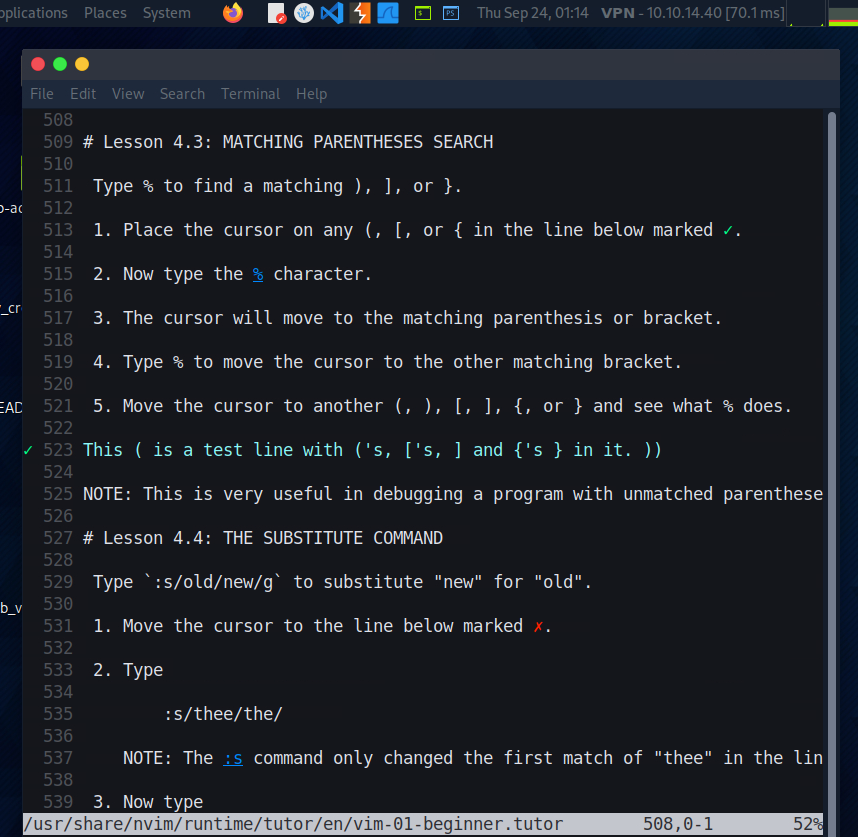 pplications Places System Thu Sep 24, 01:14 VPN - 10.10.14.40 [70.1 ms]
File Edit View Search Terminal Help
508
509 # Lesson 4.3: MATCHING PARENTHESES SEARCH
510
511 Type % to find a matching ), ], or }.
512
513 1. Place the cursor on any (, [, or { in the line below marked ✓.
514
515 2. Now type the % character.
516
517 3. The cursor will move to the matching parenthesis or bracket.
518
519 4. Type % to move the cursor to the other matching bracket.
520
521 5. Move the cursor to another (, ), [, ], {, or } and see what % does.
522
✓ 523 This ( is a test line with ('s, ['s, ] and {'s } in it. ))
524
525 NOTE: This is very useful in debugging a program with unmatched parenthese
526
527 # Lesson 4.4: THE SUBSTITUTE COMMAND
528
529 Type `:s/old/new/g` to substitute "new" for "old".
530
531 1. Move the cursor to the line below marked ✗.
532
533 2. Type
534
535 :s/thee/the/
536
537 NOTE: The :s command only changed the first match of "thee" in the lin
538
539 3. Now type
/usr/share/nvim/runtime/tutor/en/vim-01-beginner.tutor 508,0-1 52%